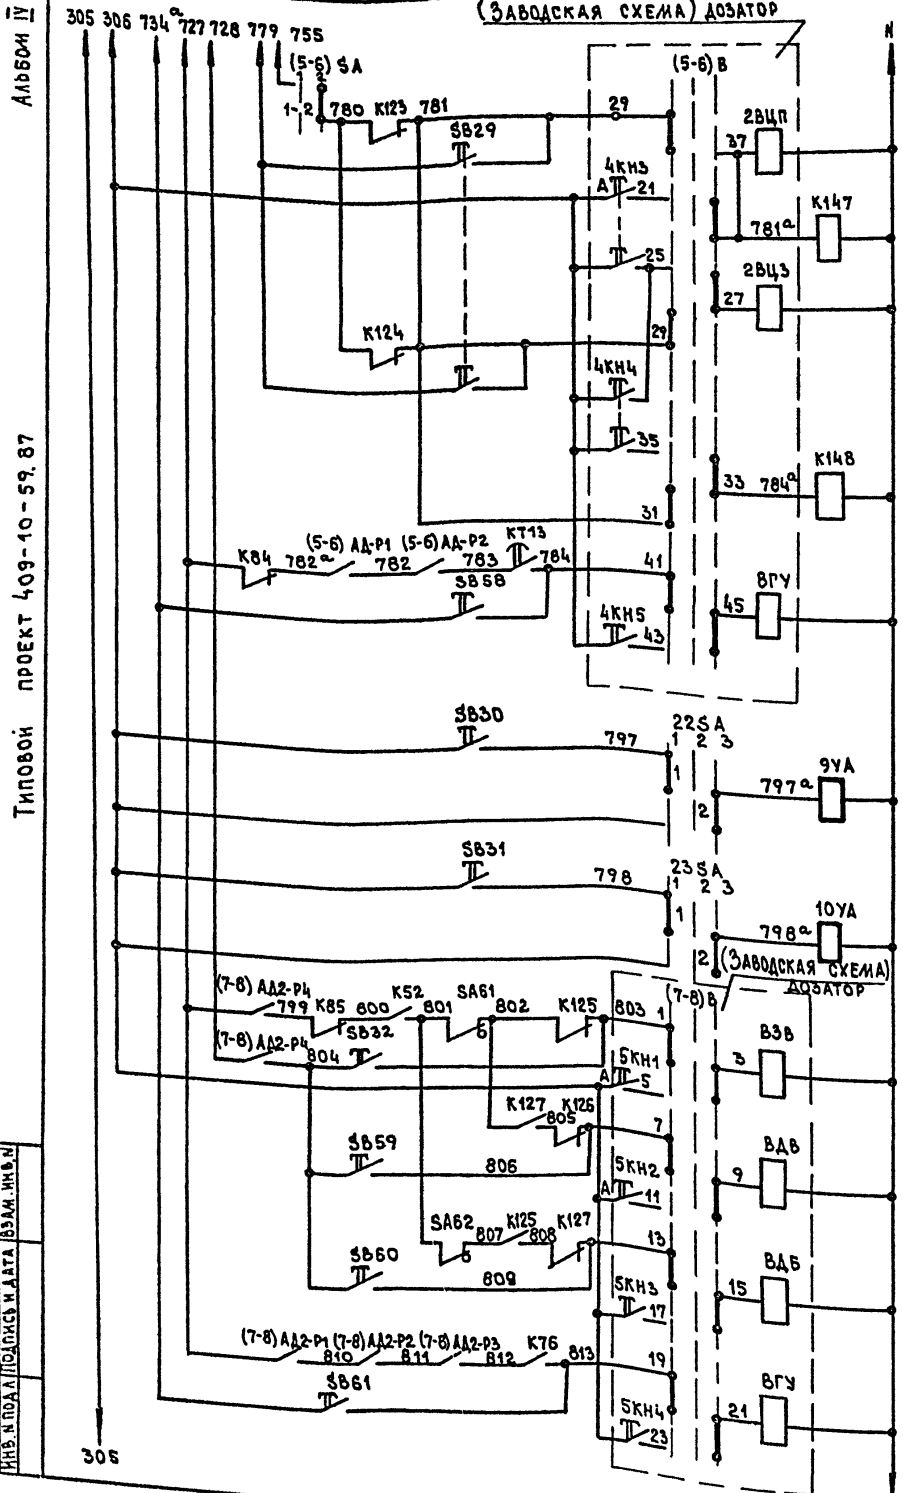 (ЗАВОДСКАЯ СХЕМА) ДОЗАТОР
АЛЬБОМ IV
305 306 734а 727 728 779 755 N
(5-6) SA (5-6) В
1-2 780 К123 781 29 2ВЦП
SB29 37
4КН3 К147
А 21 781а
25 2ВЦЗ
27
К124 29
4КН4
35 К148
33 784а
31
(5-6) АД-Р1 (5-6) АД-Р2 КТ13
К84 782а 782 783 784 41 ВГУ
SB58 45
4КН5 43
ТИПОВОЙ ПРОЕКТ 409-10-59.87
SB30 22SA
797 1 2 3 9УА
1 797а
2
SB31 23SA
798 1 2 3 10УА
1 798а
2 (ЗАВОДСКАЯ СХЕМА)
ДОЗАТОР
(7-8) АД2-Р4 SA61 (7-8) В
799 К85 800 К52 801 802 К125 803 1 ВЗВ
(7-8) АД2-Р4 804 SB32 5КН1 3
А 5
К127 К126
805 7 ВДВ
SB59 806 5КН2 9
А 11
SA62 807 К125 808 К127 13 ВДБ
SB60 809 5КН3 15
17
(7-8) АД2-Р1 (7-8) АД2-Р2 (7-8) АД2-Р3 К76
810 811 812 813 19 ВГУ
SB61 21
5КН4 23
305
ИНВ.N ПОДЛ ПОДПИСЬ И ДАТА ВЗАМ.ИНВ.N